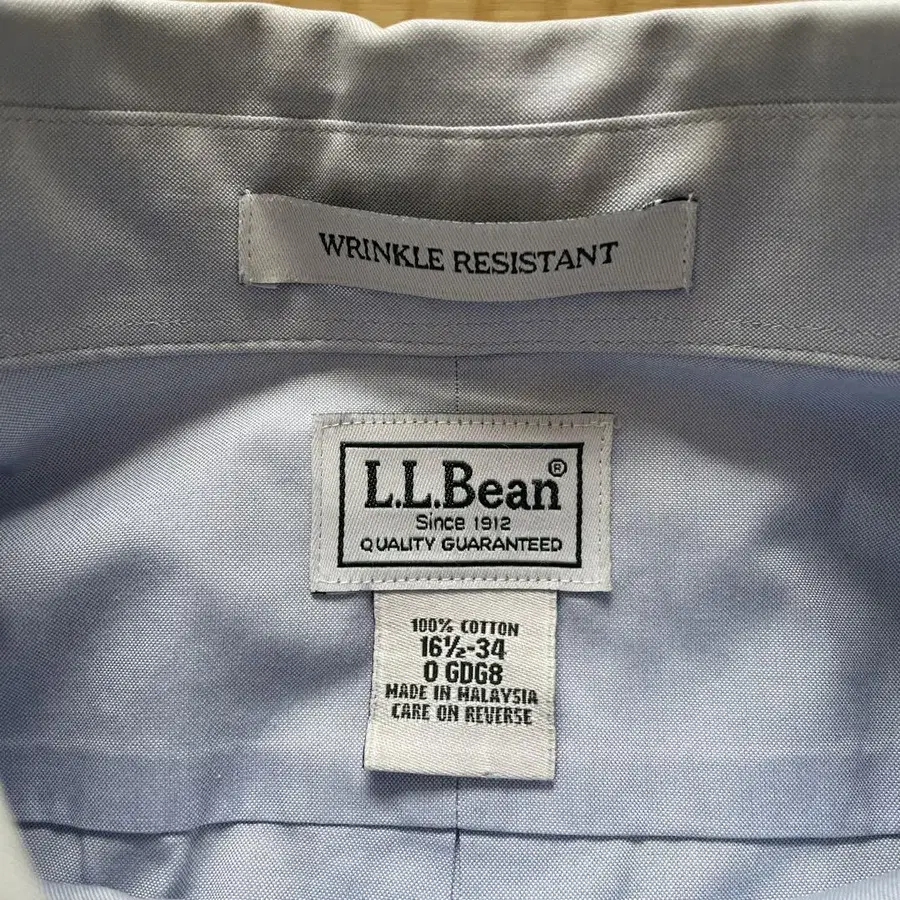 WRINKLE RESISTANT
L.L.Bean®
Since 1912
QUALITY GUARANTEED
100% COTTON
16½-34
0 GDG8
MADE IN MALAYSIA
CARE ON REVERSE